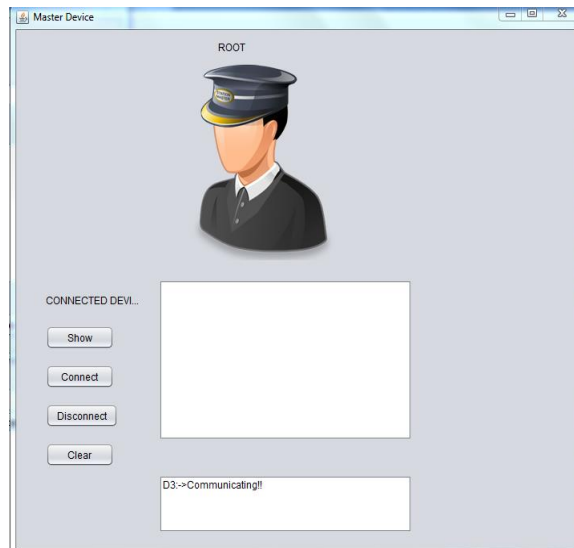 Master Device
ROOT
CONNECTED DEVI...
Show
Connect
Disconnect
Clear
D3:->Communicating!!